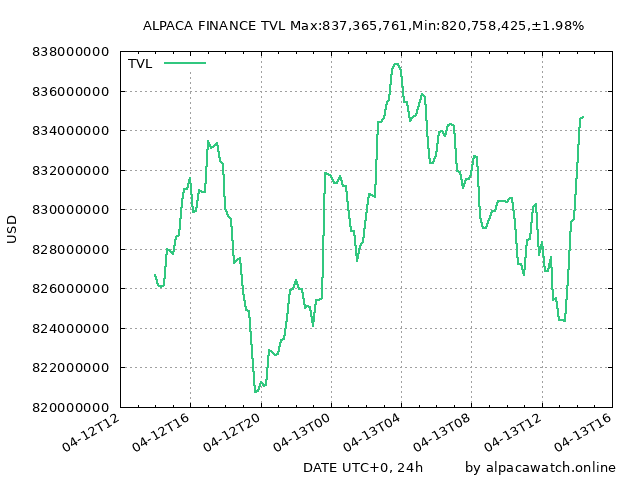 ALPACA FINANCE TVL Max:837,365,761,Min:820,758,425,±1.98%
838000000
TVL
836000000
834000000
832000000
830000000
USD
828000000
826000000
824000000
822000000
820000000
04-12T12 04-12T16 04-12T20 04-13T00 04-13T04 04-13T08 04-13T12 04-13T16
DATE UTC+0, 24h by alpacawatch.online